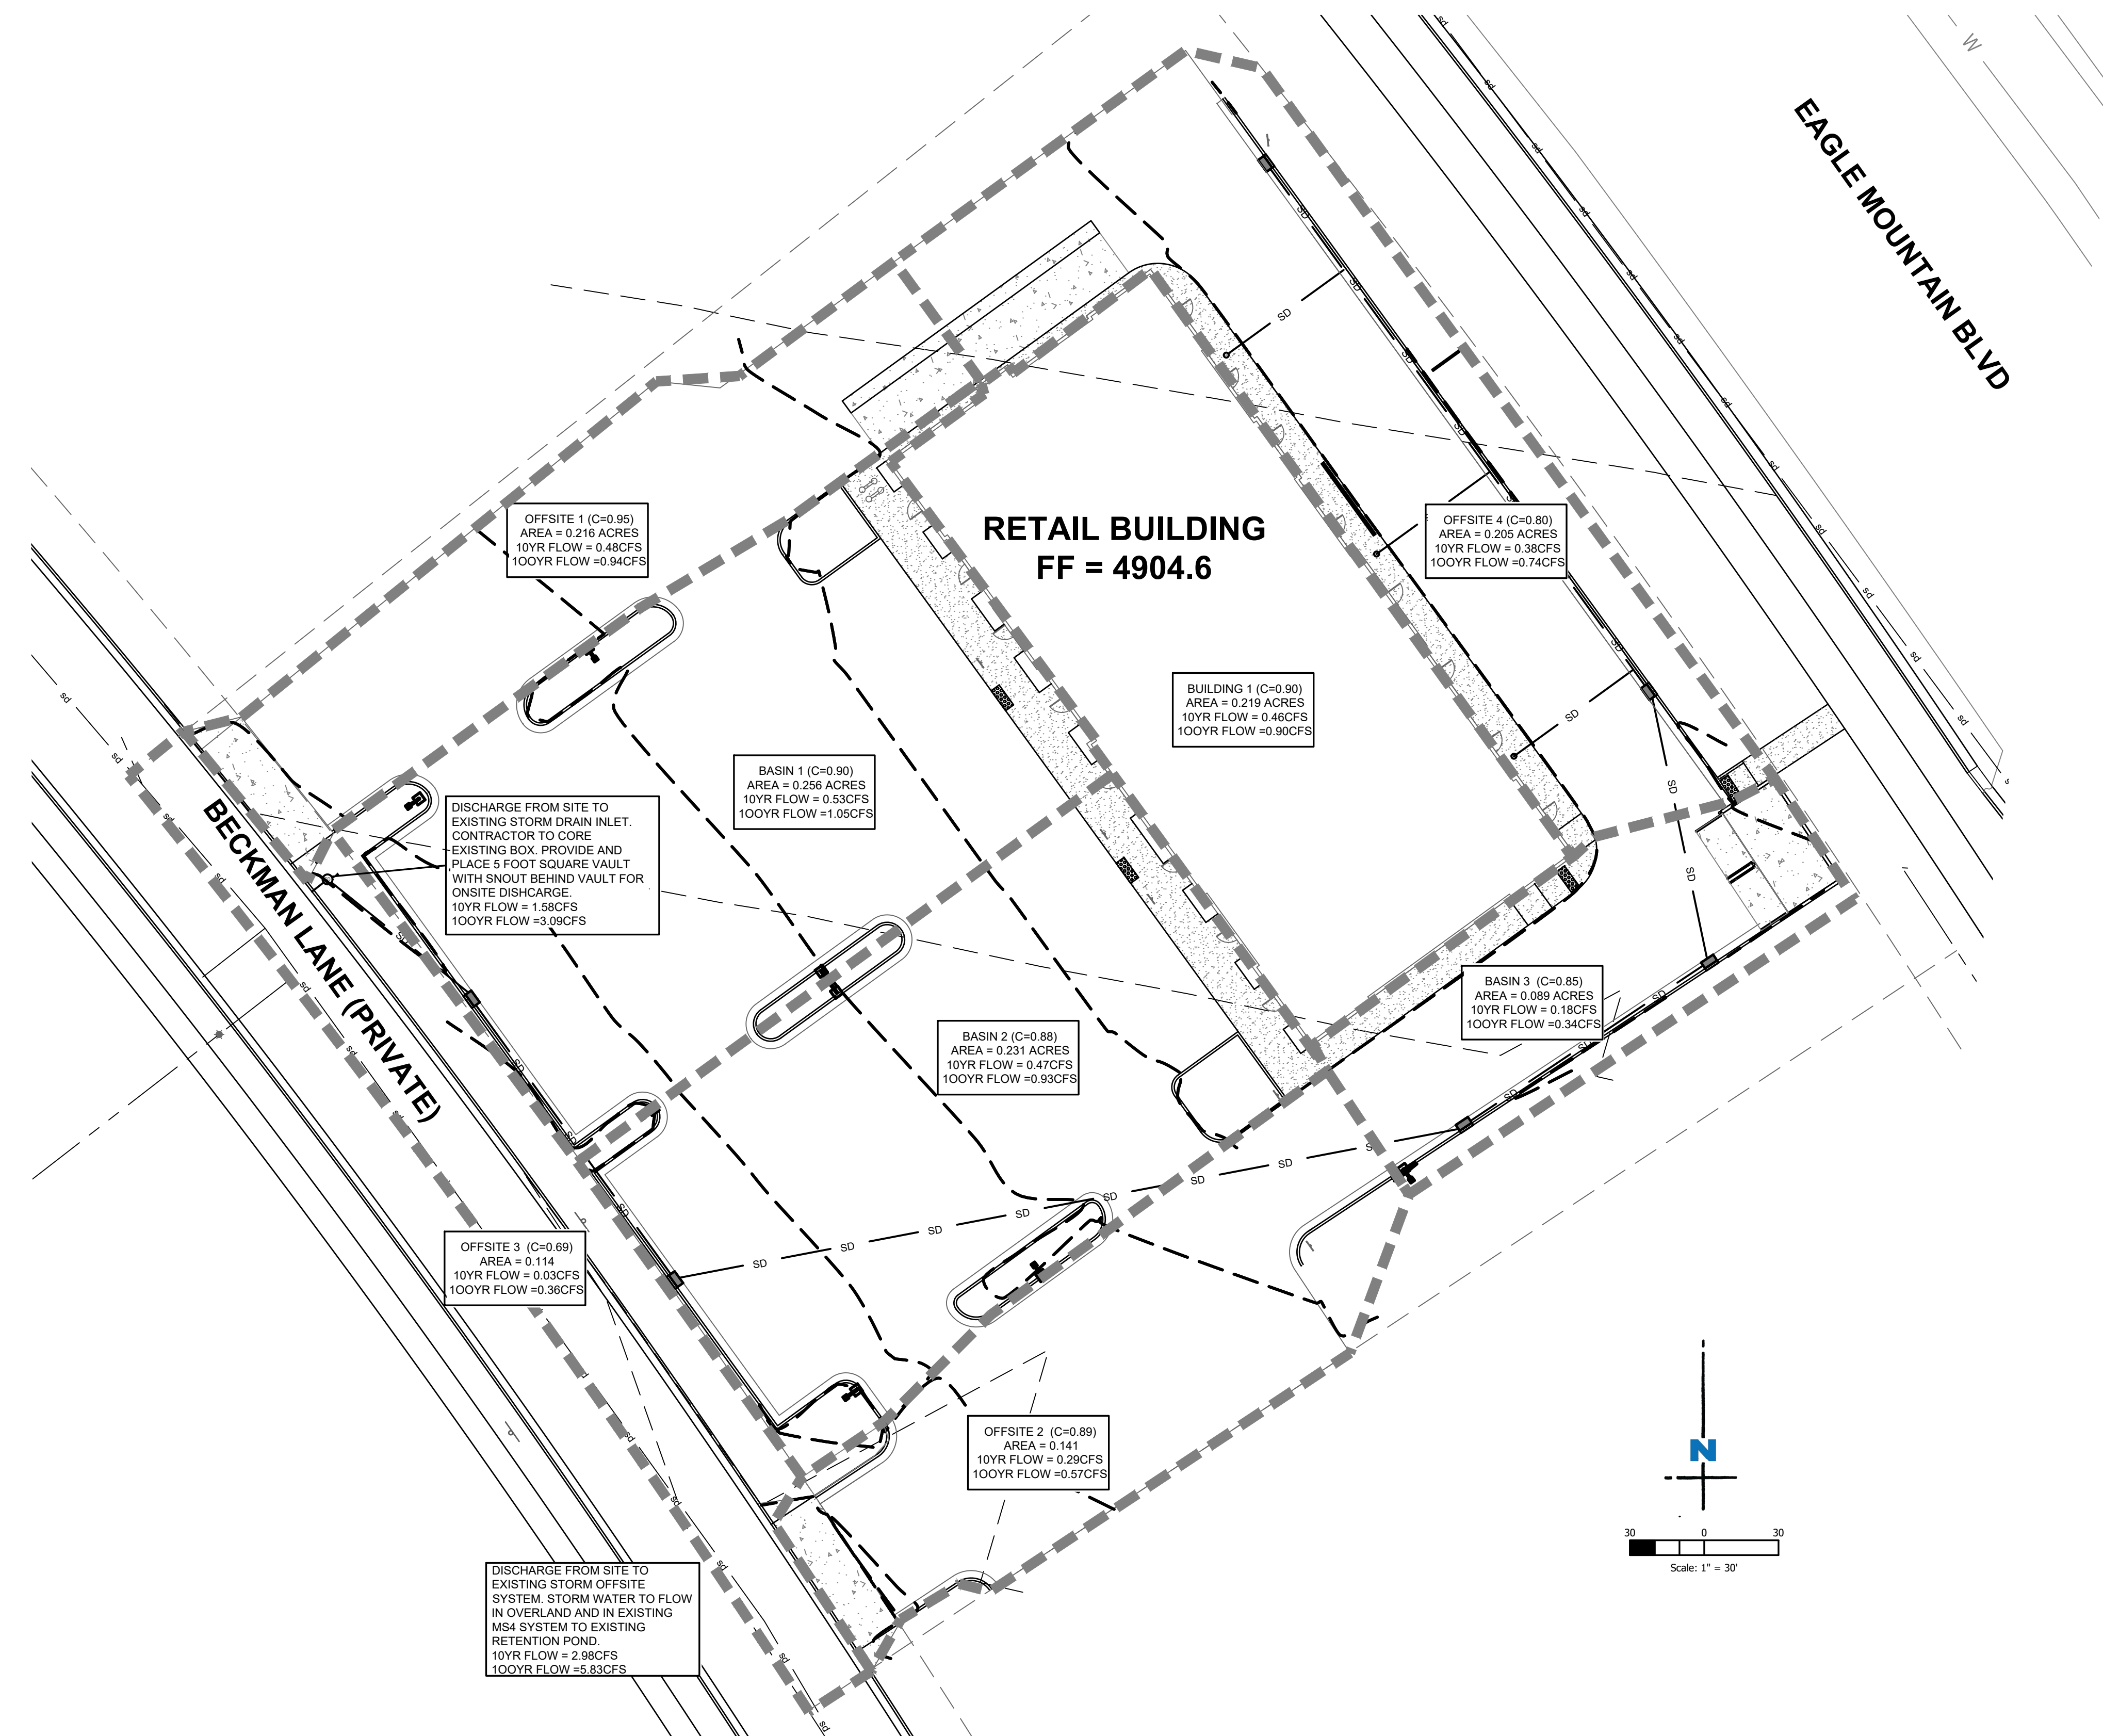 W
EAGLE MOUNTAIN BLVD
RETAIL BUILDING
FF = 4904.6
OFFSITE 1 (C=0.95)
AREA = 0.216 ACRES
10YR FLOW = 0.48CFS
1OOYR FLOW =0.94CFS
OFFSITE 4 (C=0.80)
AREA = 0.205 ACRES
10YR FLOW = 0.38CFS
1OOYR FLOW =0.74CFS
BUILDING 1 (C=0.90)
AREA = 0.219 ACRES
10YR FLOW = 0.46CFS
1OOYR FLOW =0.90CFS
BASIN 1 (C=0.90)
AREA = 0.256 ACRES
10YR FLOW = 0.53CFS
1OOYR FLOW =1.05CFS
DISCHARGE FROM SITE TO
EXISTING STORM DRAIN INLET.
CONTRACTOR TO CORE
EXISTING BOX. PROVIDE AND
PLACE 5 FOOT SQUARE VAULT
WITH SNOUT BEHIND VAULT FOR
ONSITE DISHCARGE.
10YR FLOW = 1.58CFS
1OOYR FLOW =3.09CFS
BECKMAN LANE (PRIVATE)
BASIN 3 (C=0.85)
AREA = 0.089 ACRES
10YR FLOW = 0.18CFS
1OOYR FLOW =0.34CFS
BASIN 2 (C=0.88)
AREA = 0.231 ACRES
10YR FLOW = 0.47CFS
1OOYR FLOW =0.93CFS
OFFSITE 3 (C=0.69)
AREA = 0.114
10YR FLOW = 0.03CFS
1OOYR FLOW =0.36CFS
OFFSITE 2 (C=0.89)
AREA = 0.141
10YR FLOW = 0.29CFS
1OOYR FLOW =0.57CFS
DISCHARGE FROM SITE TO
EXISTING STORM OFFSITE
SYSTEM. STORM WATER TO FLOW
IN OVERLAND AND IN EXISTING
MS4 SYSTEM TO EXISTING
RETENTION POND.
10YR FLOW = 2.98CFS
1OOYR FLOW =5.83CFS
SD
SD
SD
SD
SD
SD
SD
SD
SD
SD
SD
N
30 0 30
Scale: 1" = 30'